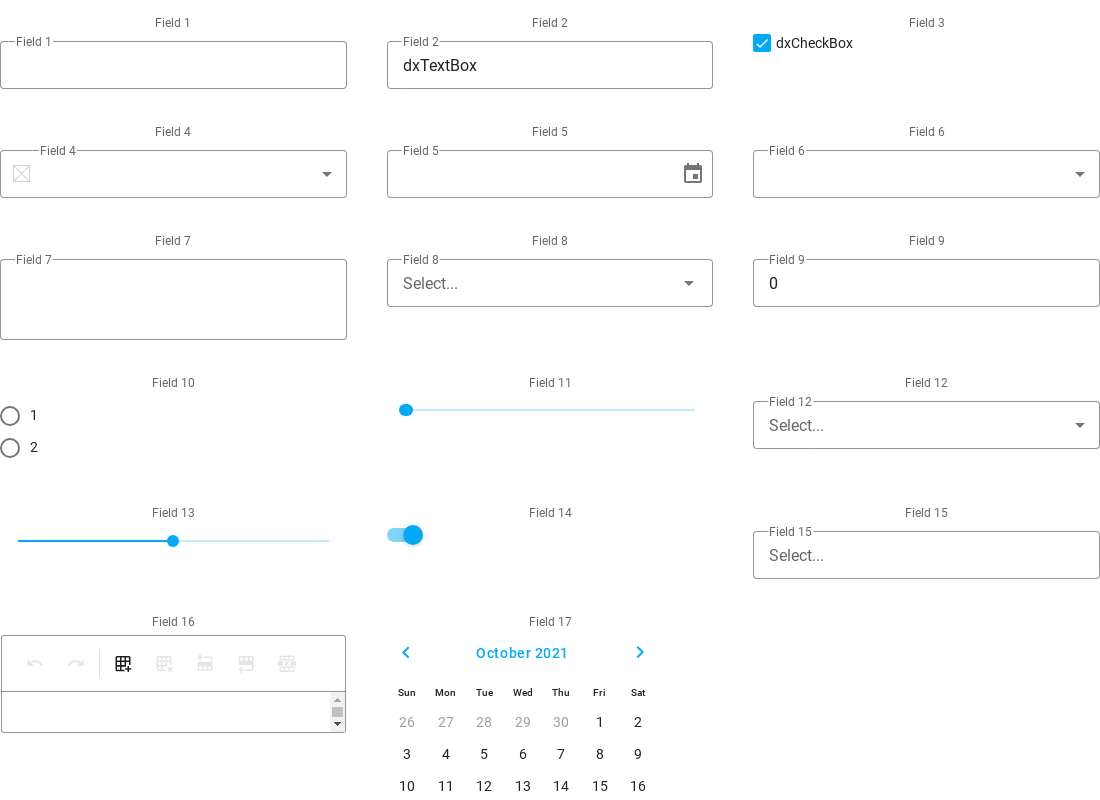 Field 1
Field 2
Field 3
Field 1
Field 2
dxTextBox
dxCheckBox
Field 4
Field 5
Field 6
Field 4
Field 5
Field 6
Field 7
Field 8
Field 9
Field 7
Field 8
Select...
Field 9
0
Field 10
Field 11
Field 12
1
2
Field 12
Select...
Field 13
Field 14
Field 15
Field 15
Select...
Field 16
Field 17
October 2021
Sun Mon Tue Wed Thu Fri Sat
26 27 28 29 30 1 2
3 4 5 6 7 8 9
10 11 12 13 14 15 16